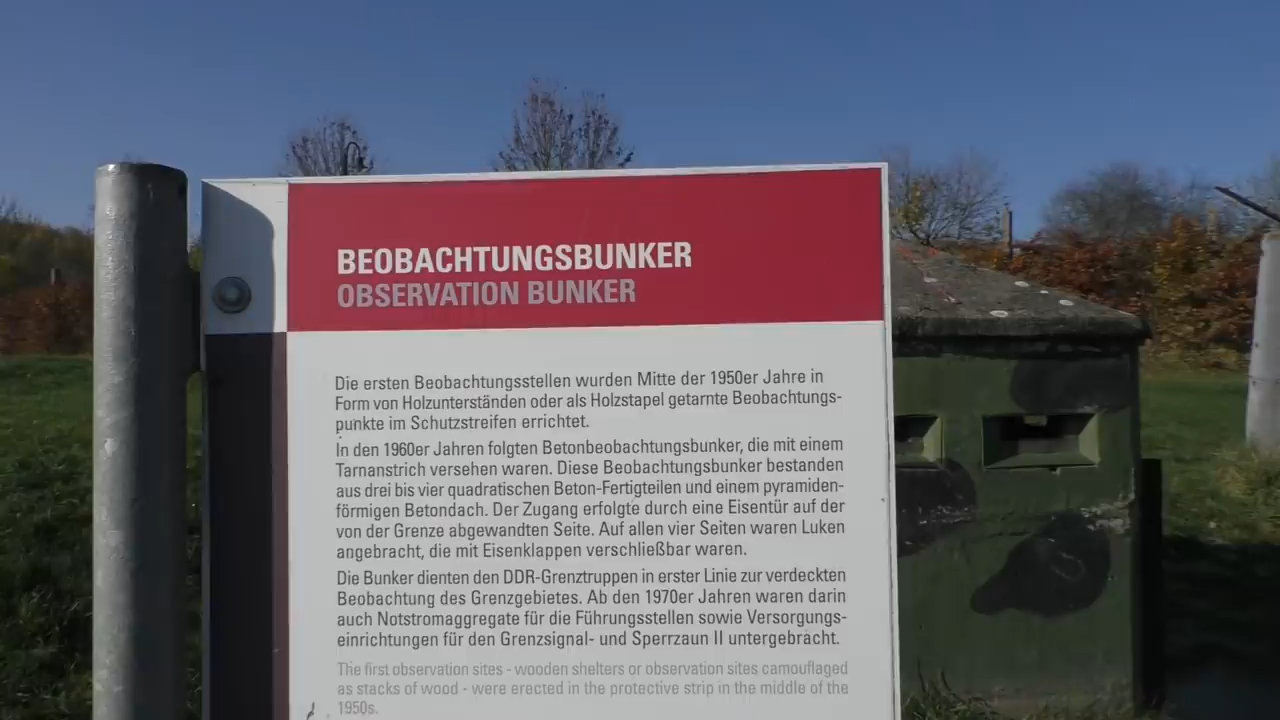 BEOBACHTUNGSBUNKER
OBSERVATION BUNKER
Die ersten Beobachtungsstellen wurden Mitte der 1950er Jahre in
Form von Holzunterständen oder als Holzstapel getarnte Beobachtungs-
punkte im Schutzstreifen errichtet.
In den 1960er Jahren folgten Betonbeobachtungsbunker, die mit einem
Tarnanstrich versehen waren. Diese Beobachtungsbunker bestanden
aus drei bis vier quadratischen Beton-Fertigteilen und einem pyramiden-
förmigen Betondach. Der Zugang erfolgte durch eine Eisentür auf der
von der Grenze abgewandten Seite. Auf allen vier Seiten waren Luken
angebracht, die mit Eisenklappen verschließbar waren.
Die Bunker dienten den DDR-Grenztruppen in erster Linie zur verdeckten
Beobachtung des Grenzgebietes. Ab den 1970er Jahren waren darin
auch Notstromaggregate für die Führungsstellen sowie Versorgungs-
einrichtungen für den Grenzsignal- und Sperrzaun II untergebracht.
The first observation sites - wooden shelters or observation sites camouflaged
as stacks of wood - were erected in the protective strip in the middle of the
1950s.